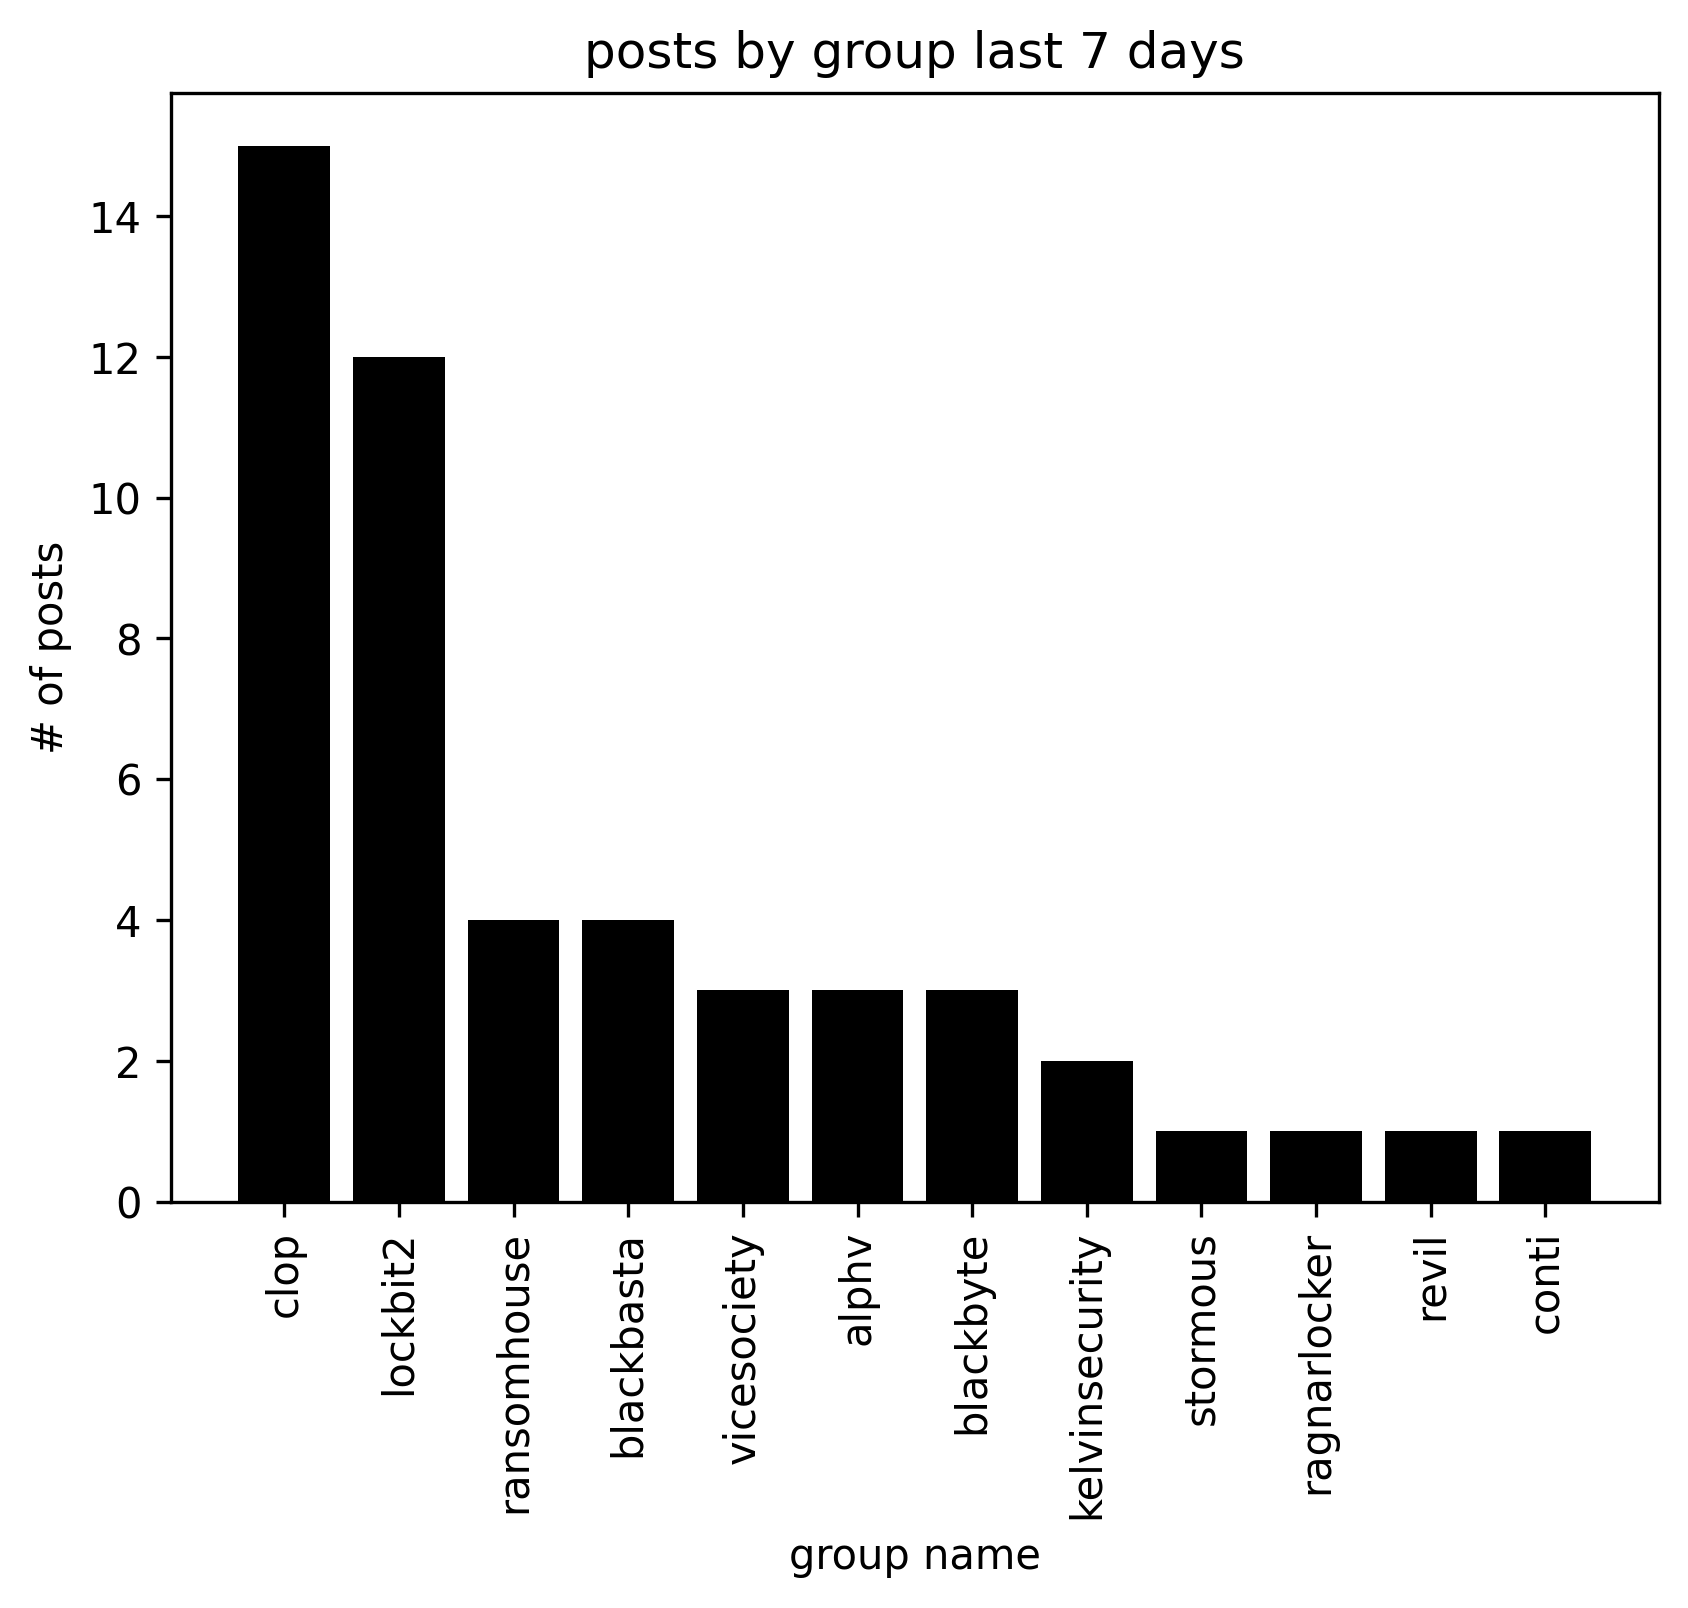 posts by group last 7 days
# of posts
14
12
10
8
6
4
2
0
clop
lockbit2
ransomhouse
blackbasta
vicesociety
alphv
blackbyte
kelvinsecurity
stormous
ragnarlocker
revil
conti
group name